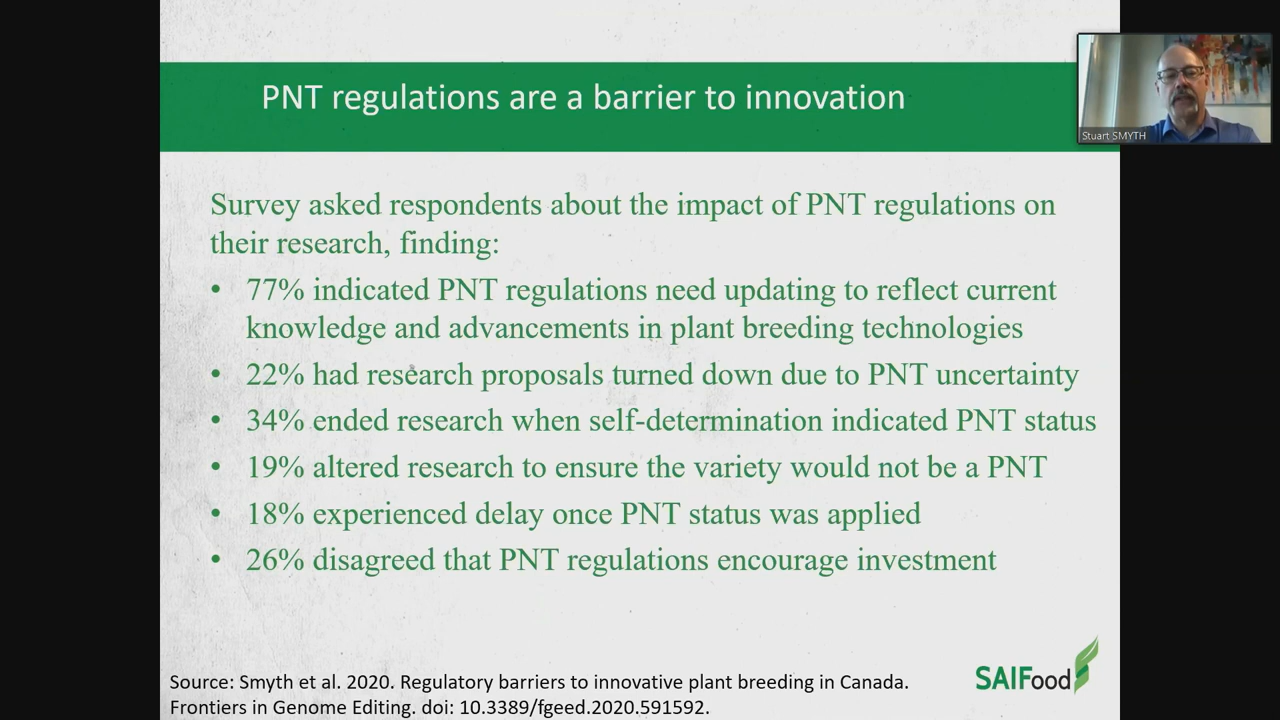 PNT regulations are a barrier to innovation
Stuart SMYTH
Survey asked respondents about the impact of PNT regulations on
their research, finding:
• 77% indicated PNT regulations need updating to reflect current
knowledge and advancements in plant breeding technologies
• 22% had research proposals turned down due to PNT uncertainty
• 34% ended research when self-determination indicated PNT status
• 19% altered research to ensure the variety would not be a PNT
• 18% experienced delay once PNT status was applied
• 26% disagreed that PNT regulations encourage investment
SAIFood
Source: Smyth et al. 2020. Regulatory barriers to innovative plant breeding in Canada.
Frontiers in Genome Editing. doi: 10.3389/fgeed.2020.591592.